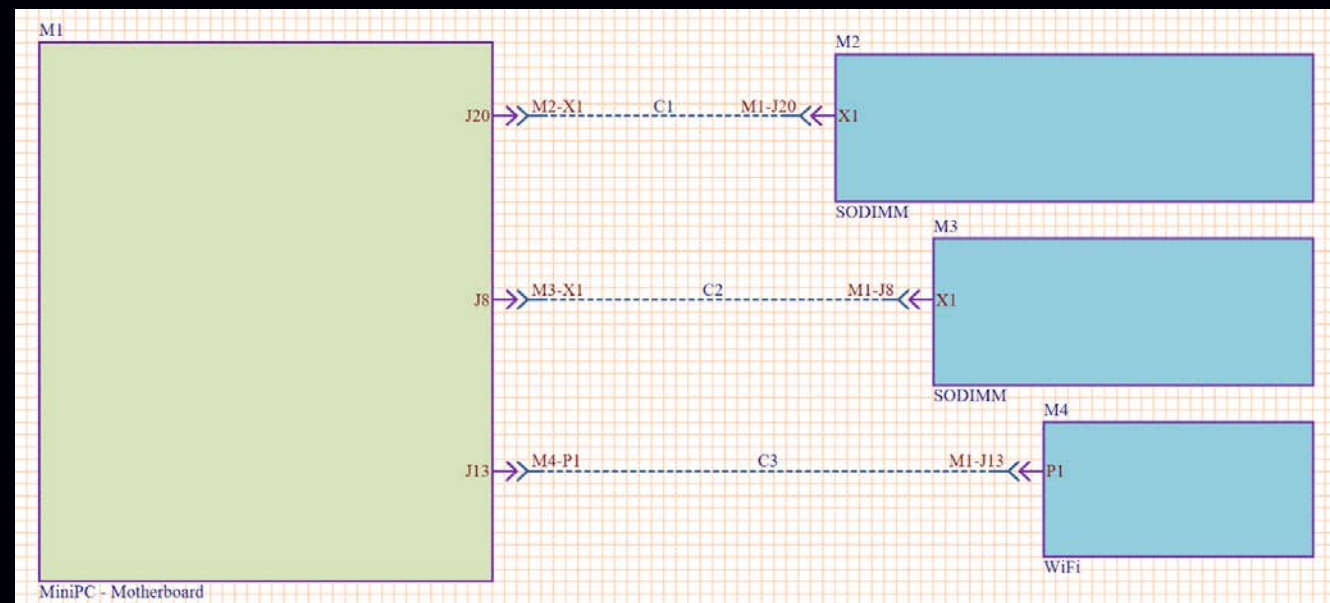 M1
M2
J20 M2-X1 C1 M1-J20 X1
SODIMM
M3
J8 M3-X1 C2 M1-J8 X1
SODIMM
M4
J13 M4-P1 C3 M1-J13 P1
WiFi
MiniPC - Motherboard